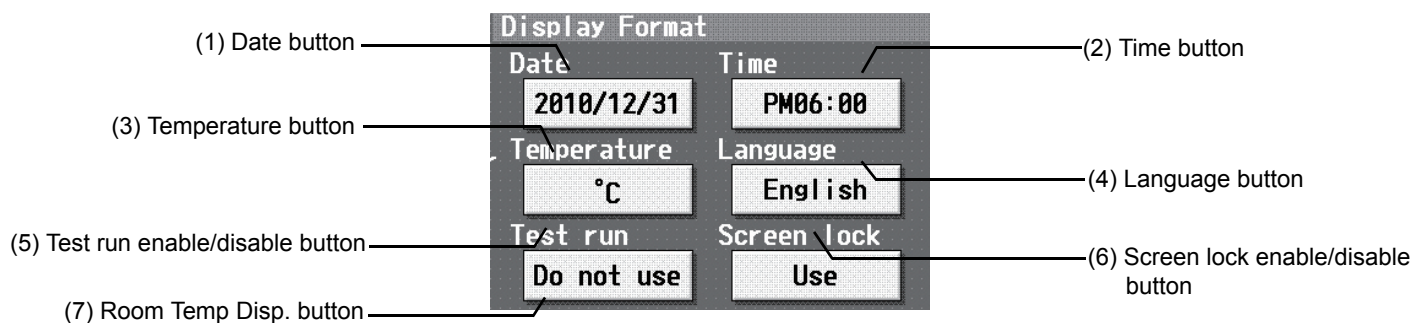 Display Format
(1) Date button
(2) Time button
Date
Time
2010/12/31
PM06:00
(3) Temperature button
Temperature
Language
°C
English
(4) Language button
(5) Test run enable/disable button
Test run
Screen lock
Do not use
Use
(6) Screen lock enable/disable
button
(7) Room Temp Disp. button